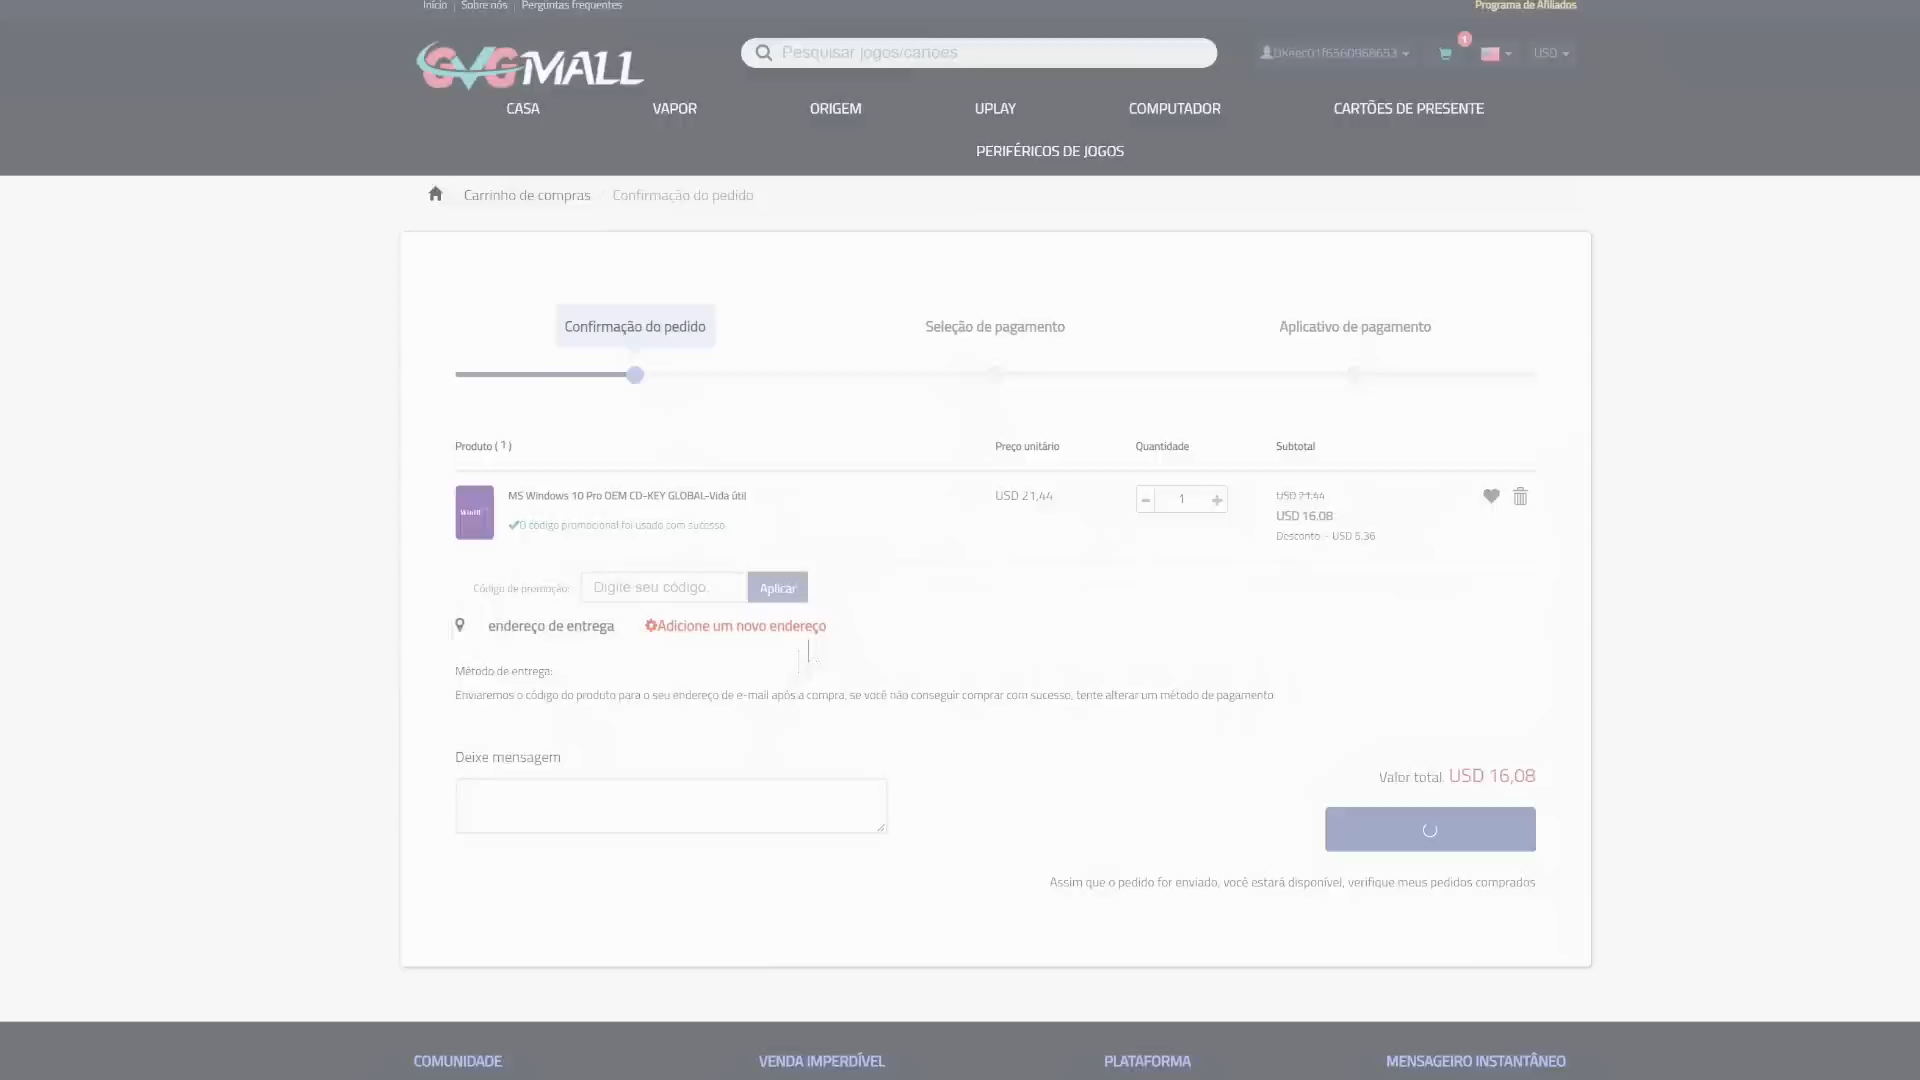 Início Sobre nós Perguntas frequentes Programa de Afiliados
GVGMALL
Pesquisar jogos/cartões
1
USD
CASA VAPOR ORIGEM UPLAY COMPUTADOR CARTÕES DE PRESENTE
PERIFÉRICOS DE JOGOS
Carrinho de compras / Confirmação do pedido
Confirmação do pedido Seleção de pagamento Aplicativo de pagamento
Produto ( 1 ) Preço unitário Quantidade Subtotal
MS Windows 10 Pro OEM CD-KEY GLOBAL-Vida útil USD 21,44 1 USD 21.44
Win10
USD 16.08
O código promocional foi usado com sucesso
Desconto: - USD 5.36
Código de promoção: Digite seu código. Aplicar
endereço de entrega Adicione um novo endereço
Método de entrega:
Enviaremos o código do produto para o seu endereço de e-mail após a compra, se você não conseguir comprar com sucesso, tente alterar um método de pagamento
Deixe mensagem
Valor total: USD 16,08
Assim que o pedido for enviado, você estará disponível, verifique meus pedidos comprados
COMUNIDADE VENDA IMPERDÍVEL PLATAFORMA MENSAGEIRO INSTANTÂNEO